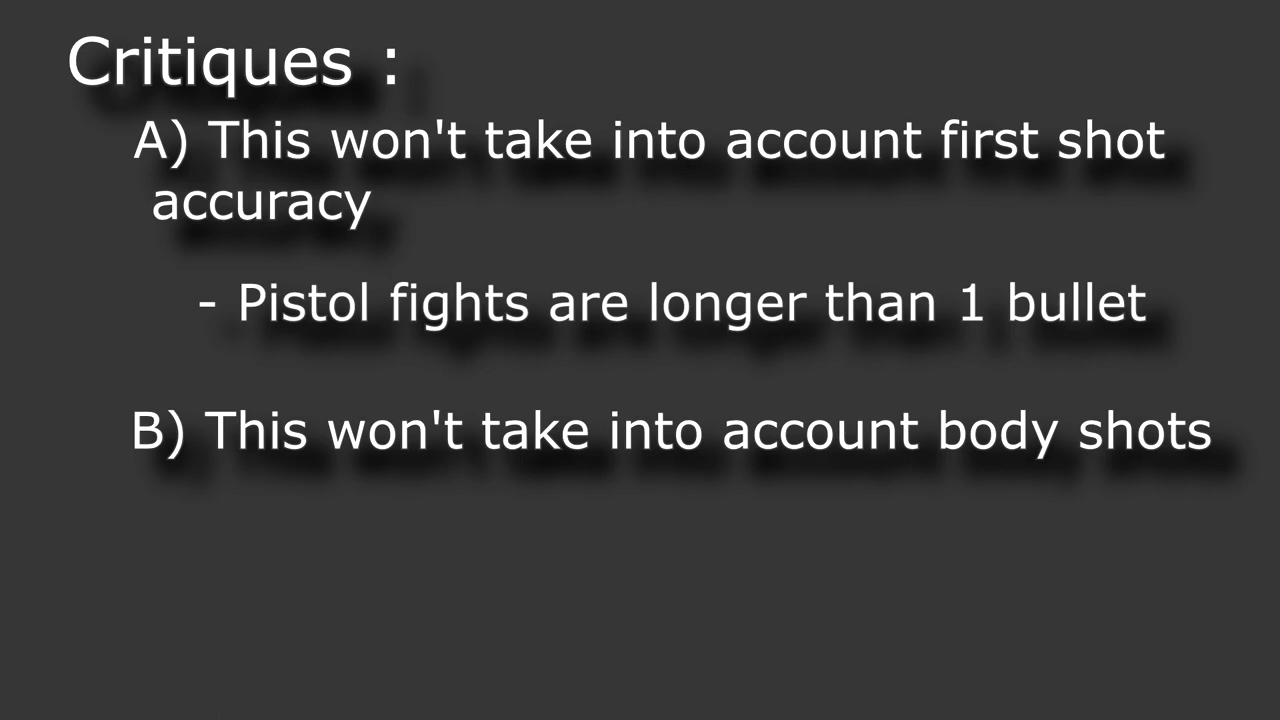 Critiques :
A) This won't take into account first shot
accuracy
- Pistol fights are longer than 1 bullet
B) This won't take into account body shots